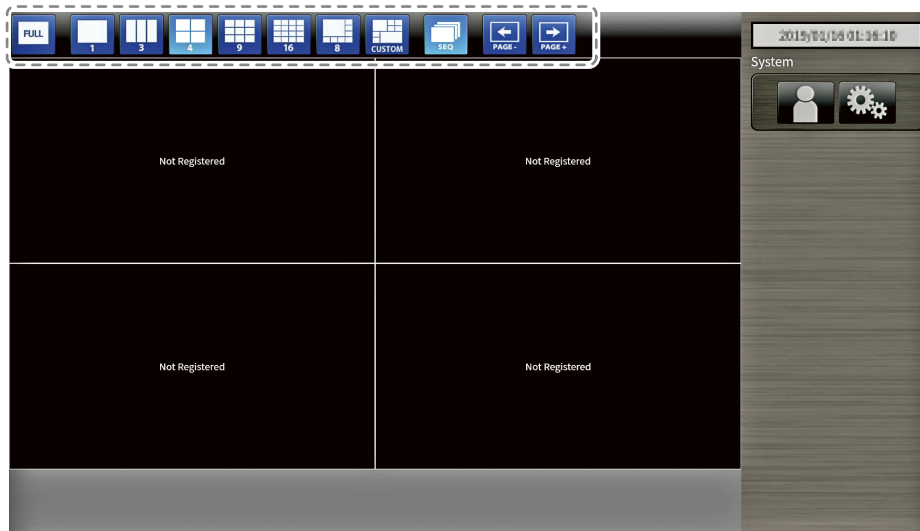 FULL
1
3
4
9
16
8
CUSTOM
SEQ
PAGE -
PAGE +
System
Not Registered
Not Registered
Not Registered
Not Registered